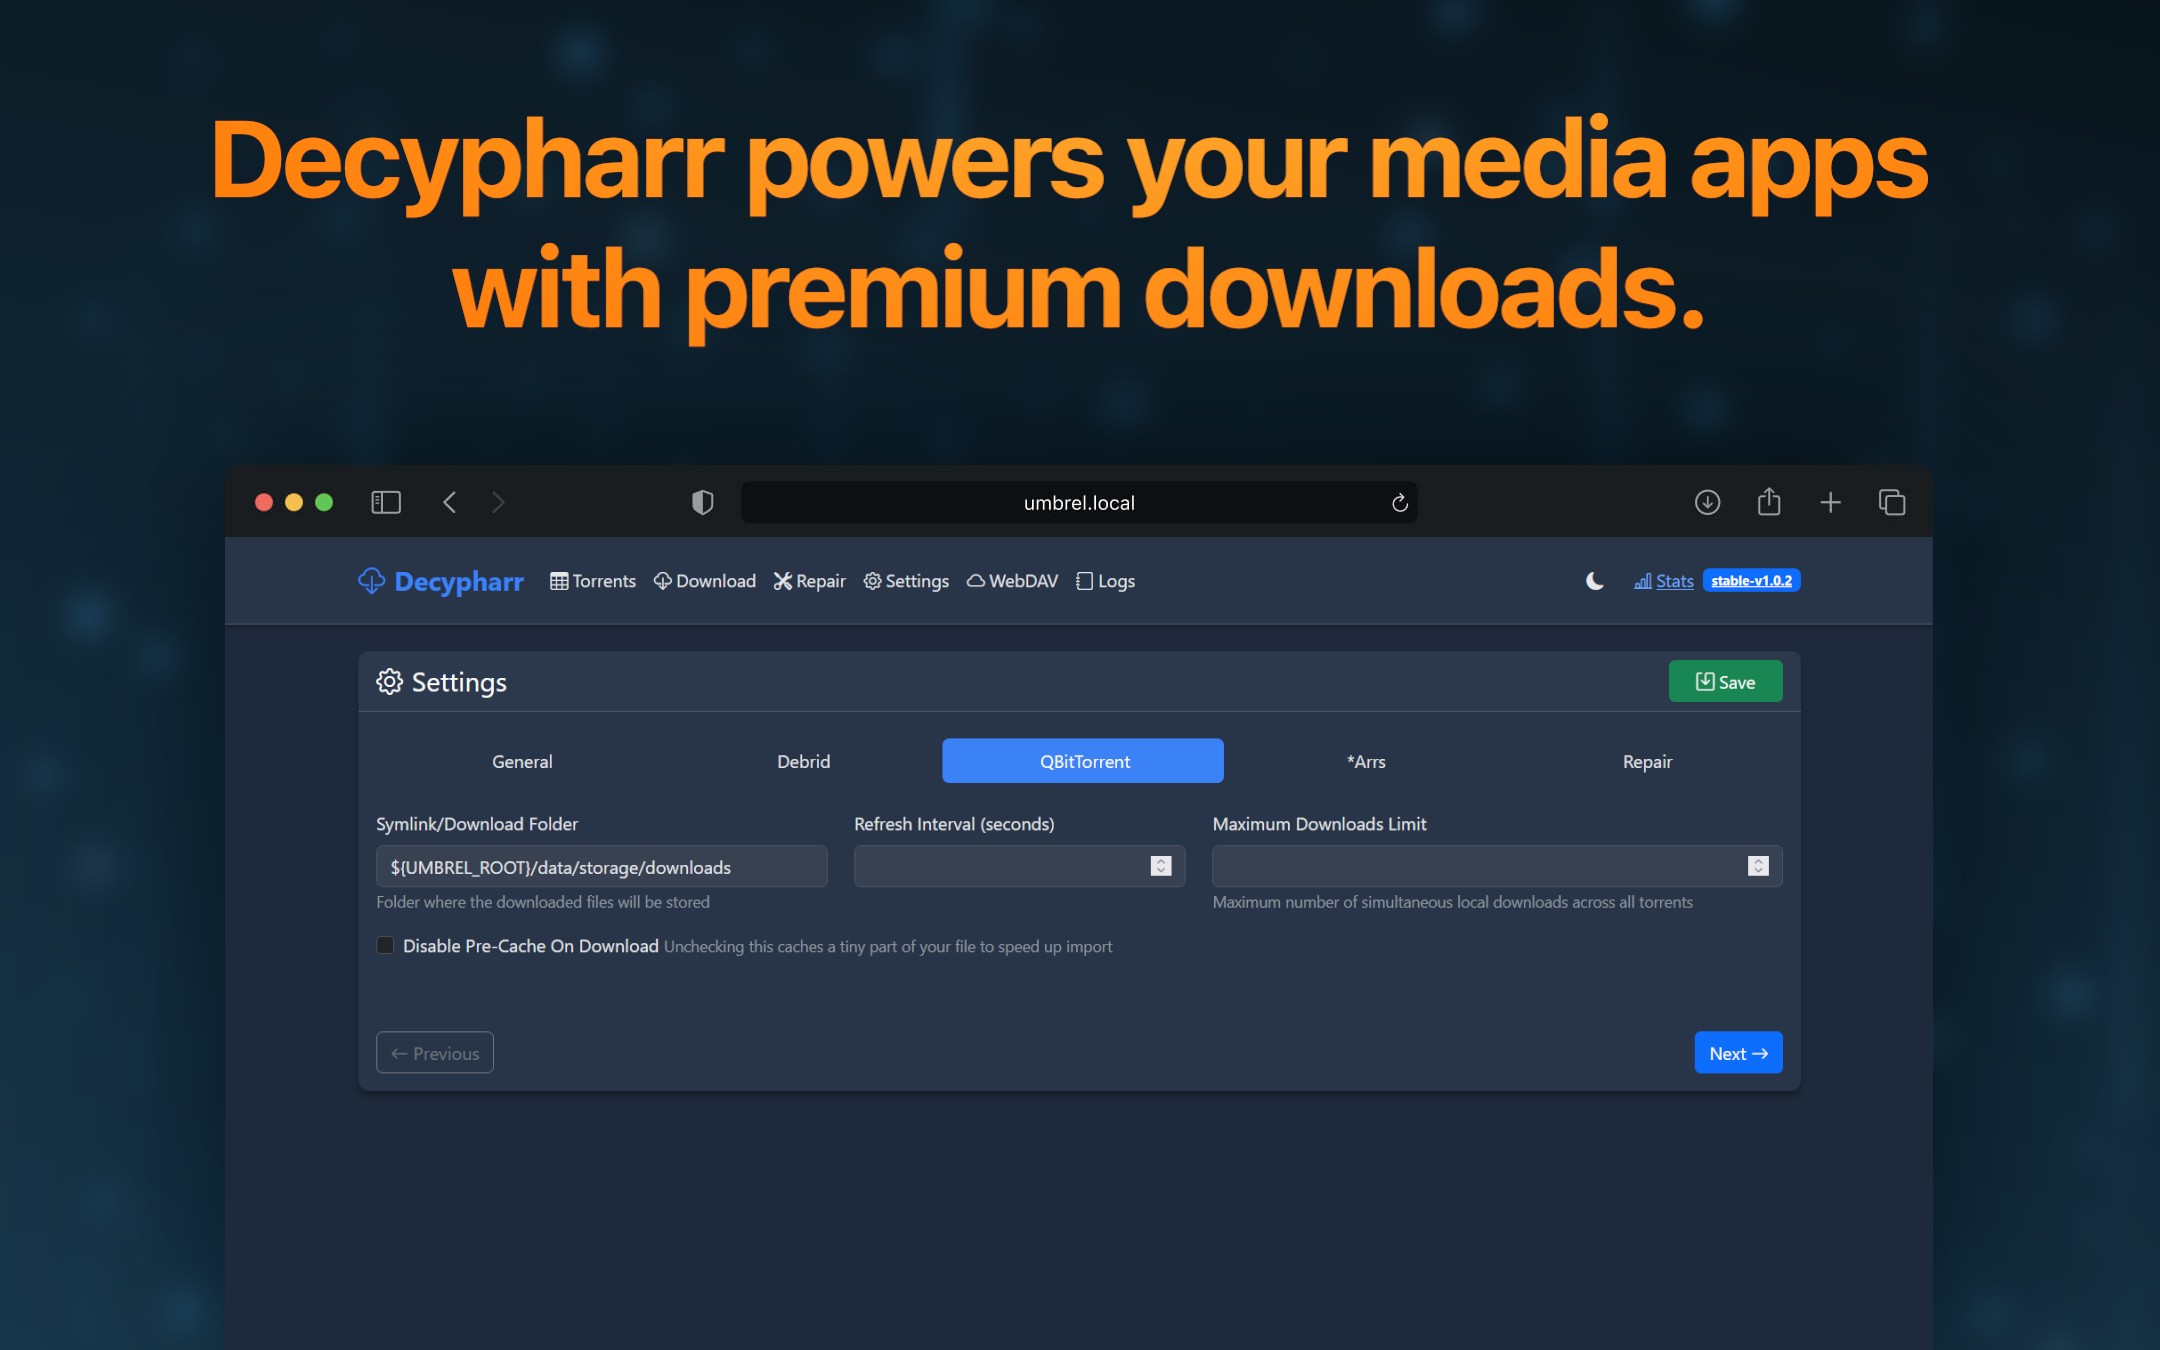 Decypharr powers your media apps
with premium downloads.
umbrel.local
Decypharr Torrents Download Repair Settings WebDAV Logs Stats stable-v1.0.2
Settings Save
General Debrid QBitTorrent *Arrs Repair
Symlink/Download Folder Refresh Interval (seconds) Maximum Downloads Limit
${UMBREL_ROOT}/data/storage/downloads
Folder where the downloaded files will be stored Maximum number of simultaneous local downloads across all torrents
Disable Pre-Cache On Download Unchecking this caches a tiny part of your file to speed up import
← Previous Next →